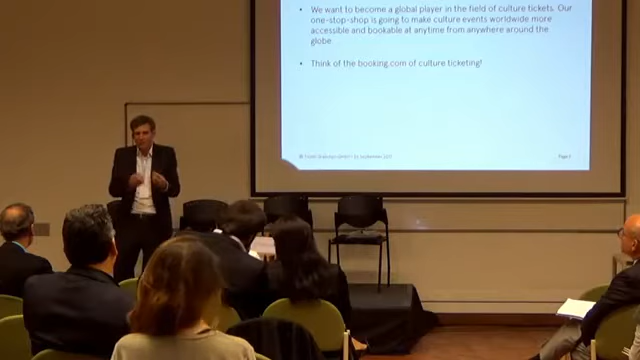 • We want to become a global player in the field of culture tickets. Our
one-stop-shop is going to make culture events worldwide more
accessible and bookable at anytime from anywhere around the
globe
• Think of the booking.com of culture ticketing!